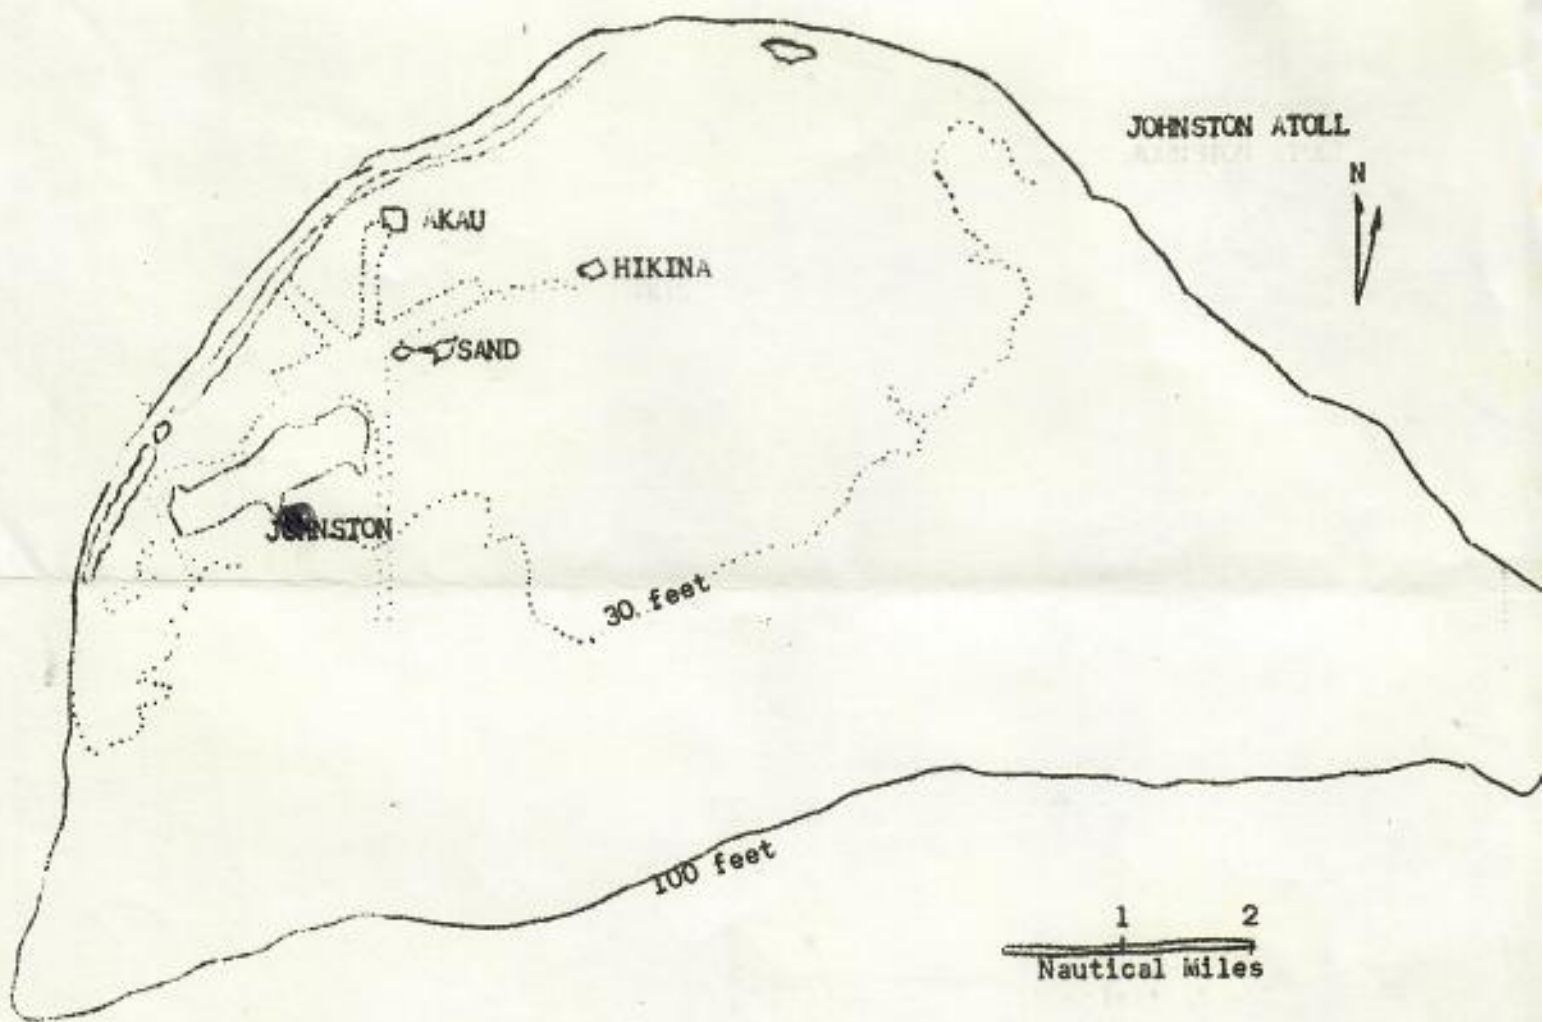 JOHNSTON ATOLL
N
AKAU
HIKINA
SAND
JOHNSTON
30 feet
100 feet
1 2
Nautical Miles